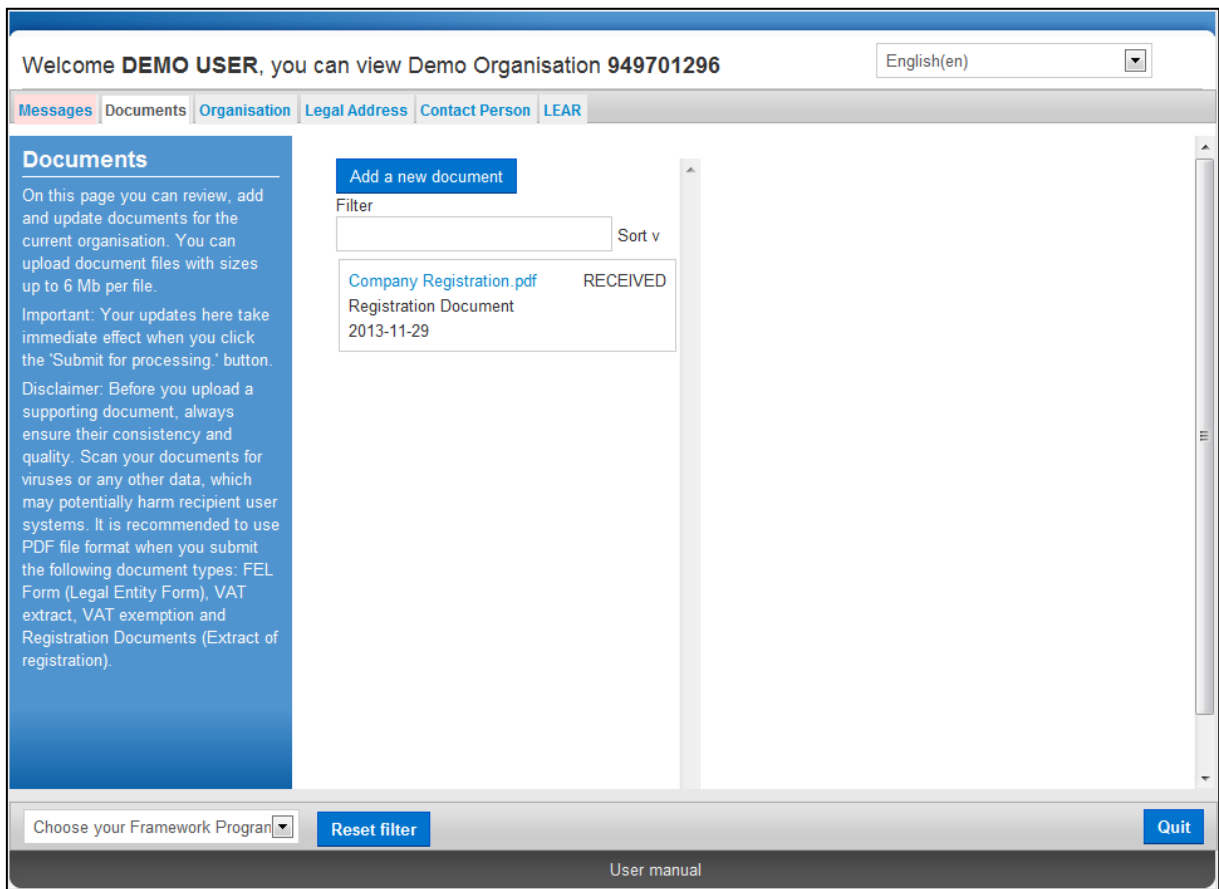 Welcome DEMO USER, you can view Demo Organisation 949701296
English(en)
Messages Documents Organisation Legal Address Contact Person LEAR
Documents
On this page you can review, add
and update documents for the
current organisation. You can
upload document files with sizes
up to 6 Mb per file.
Important: Your updates here take
immediate effect when you click
the 'Submit for processing.' button.
Disclaimer: Before you upload a
supporting document, always
ensure their consistency and
quality. Scan your documents for
viruses or any other data, which
may potentially harm recipient user
systems. It is recommended to use
PDF file format when you submit
the following document types: FEL
Form (Legal Entity Form), VAT
extract, VAT exemption and
Registration Documents (Extract of
registration).
Add a new document
Filter
Sort v
Company Registration.pdf RECEIVED
Registration Document
2013-11-29
Choose your Framework Progran
Reset filter
Quit
User manual